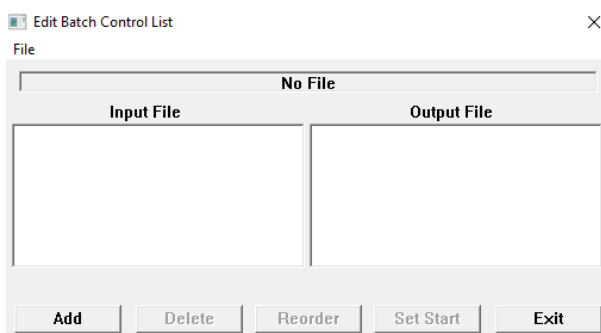 Edit Batch Control List
File
No File
Input File Output File
Add Delete Reorder Set Start Exit